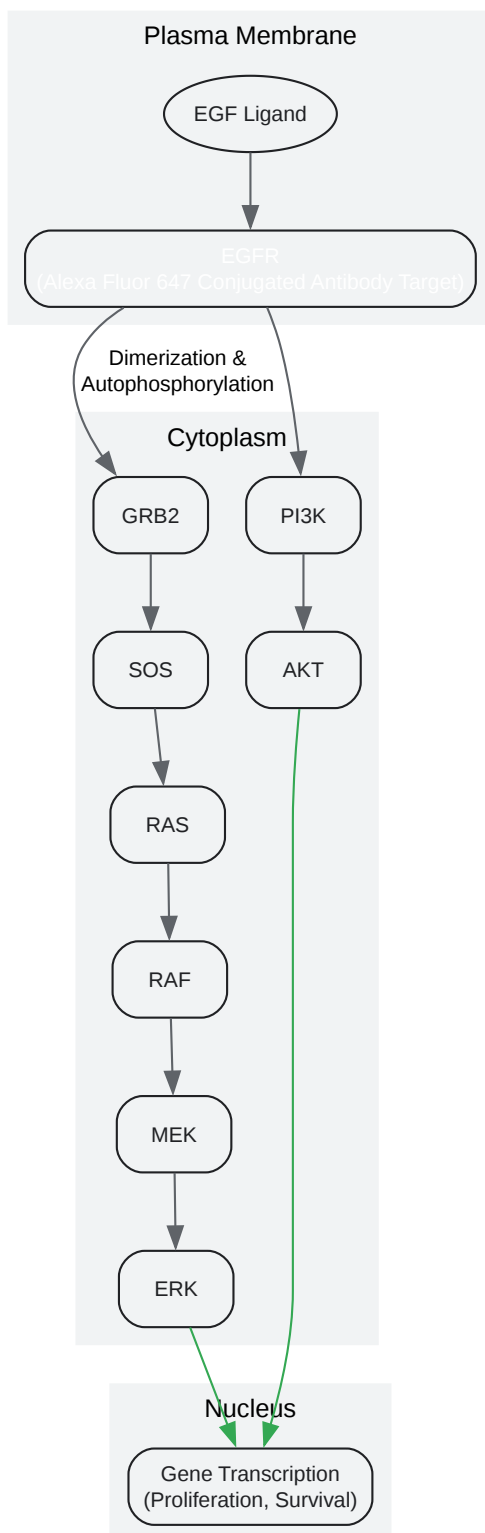 Plasma Membrane
EGF Ligand
EGFR
(Alexa Fluor 647 Conjugated Antibody Target)
Dimerization &
Autophosphorylation
Cytoplasm
GRB2
PI3K
SOS
AKT
RAS
RAF
MEK
ERK
Nucleus
Gene Transcription
(Proliferation, Survival)